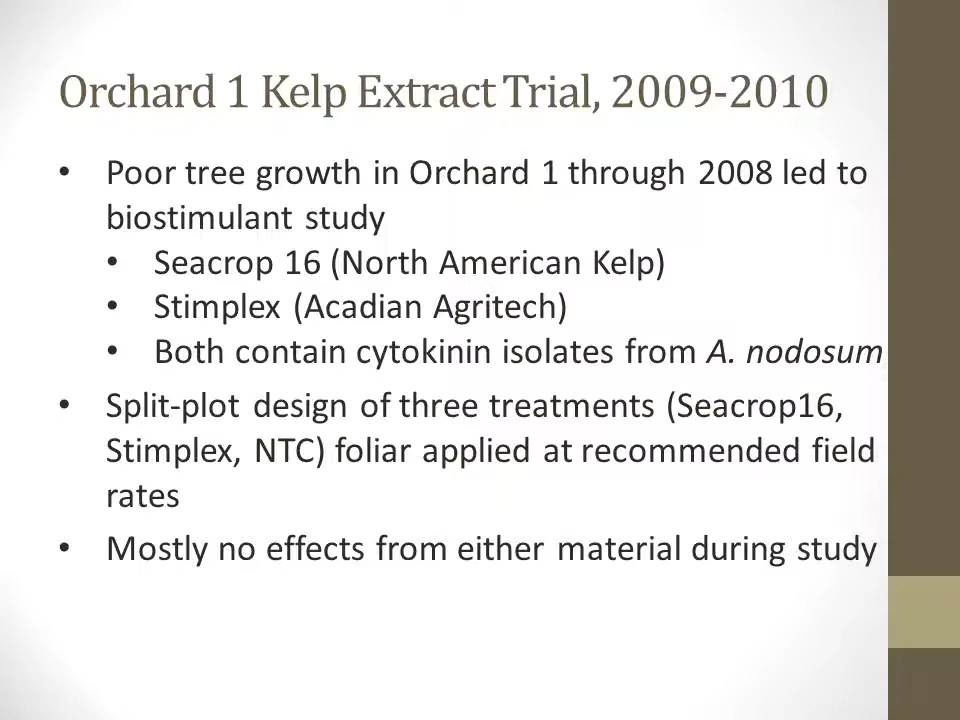 Orchard 1 Kelp Extract Trial, 2009-2010
• Poor tree growth in Orchard 1 through 2008 led to
biostimulant study
• Seacrop 16 (North American Kelp)
• Stimplex (Acadian Agritech)
• Both contain cytokinin isolates from A. nodosum
• Split-plot design of three treatments (Seacrop16,
Stimplex, NTC) foliar applied at recommended field
rates
• Mostly no effects from either material during study